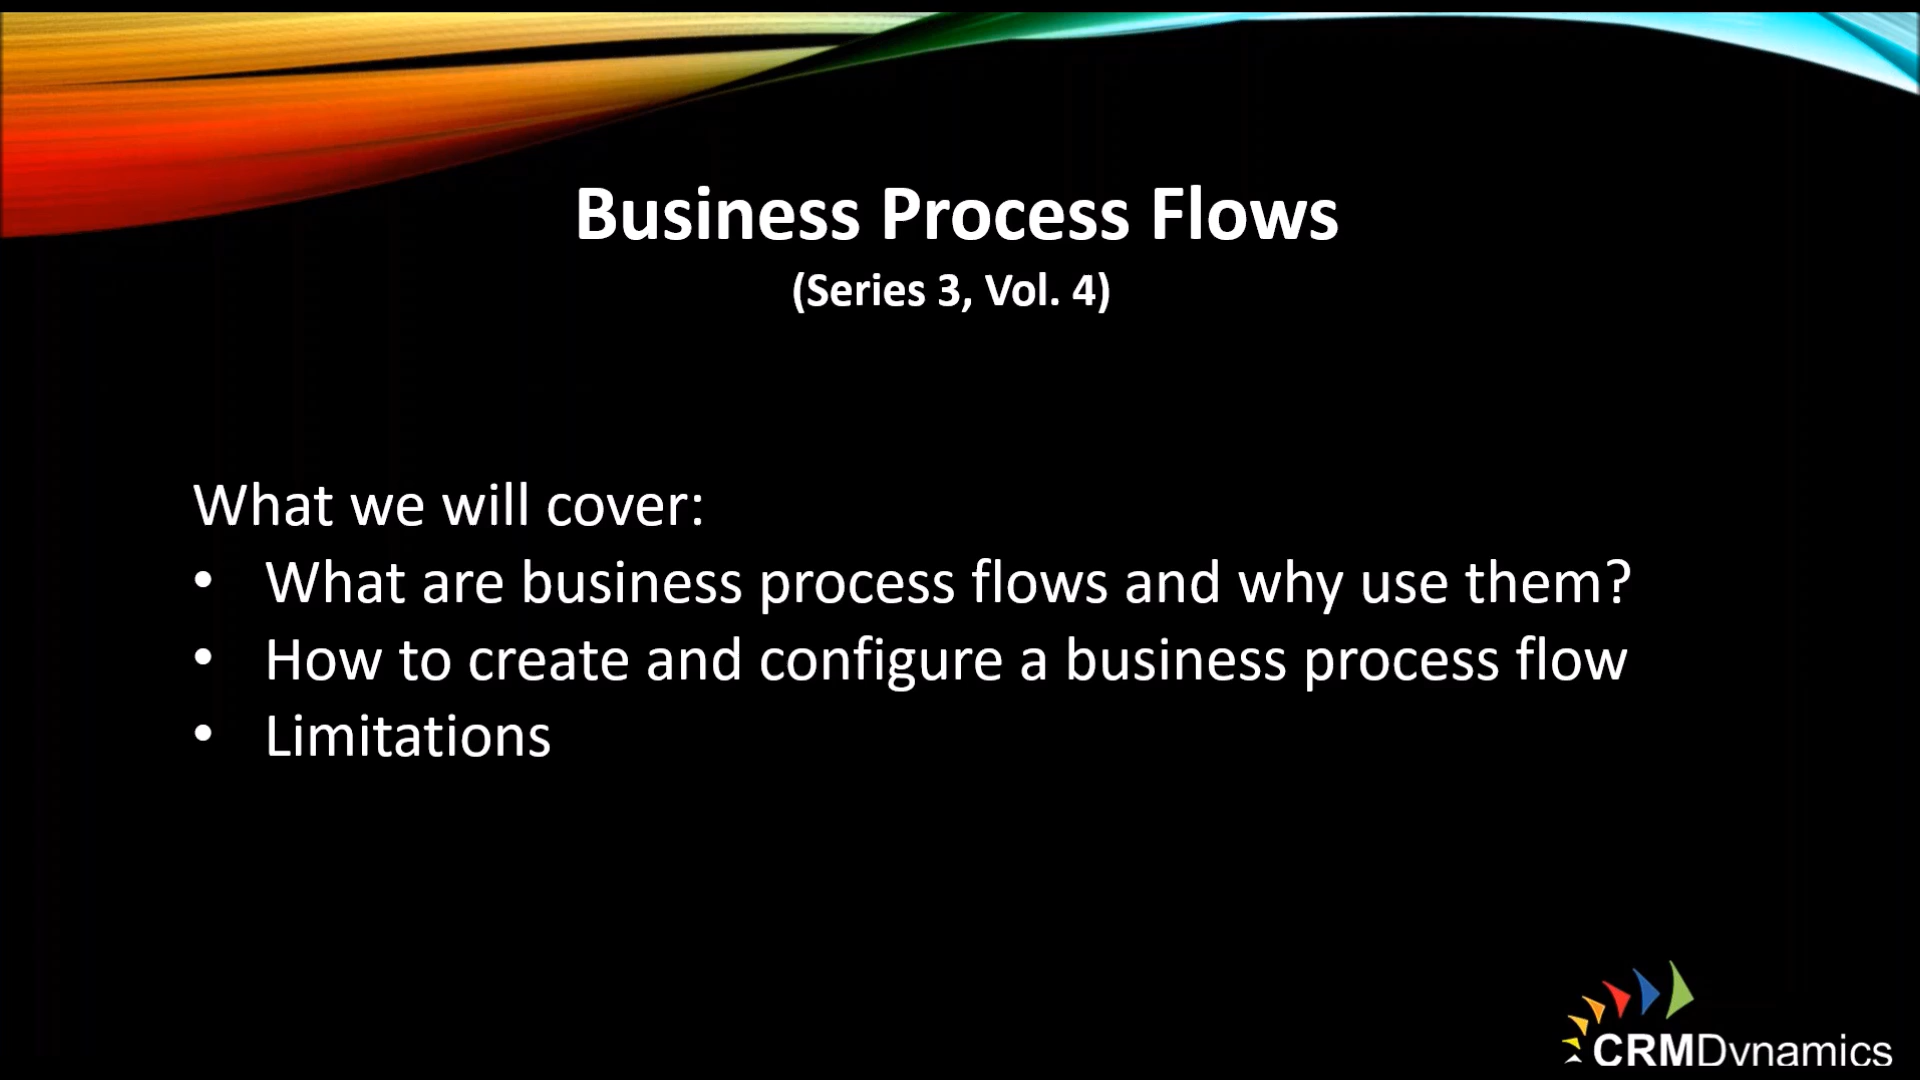 Business Process Flows
(Series 3, Vol. 4)
What we will cover:
• What are business process flows and why use them?
• How to create and configure a business process flow
• Limitations
CRMDynamics